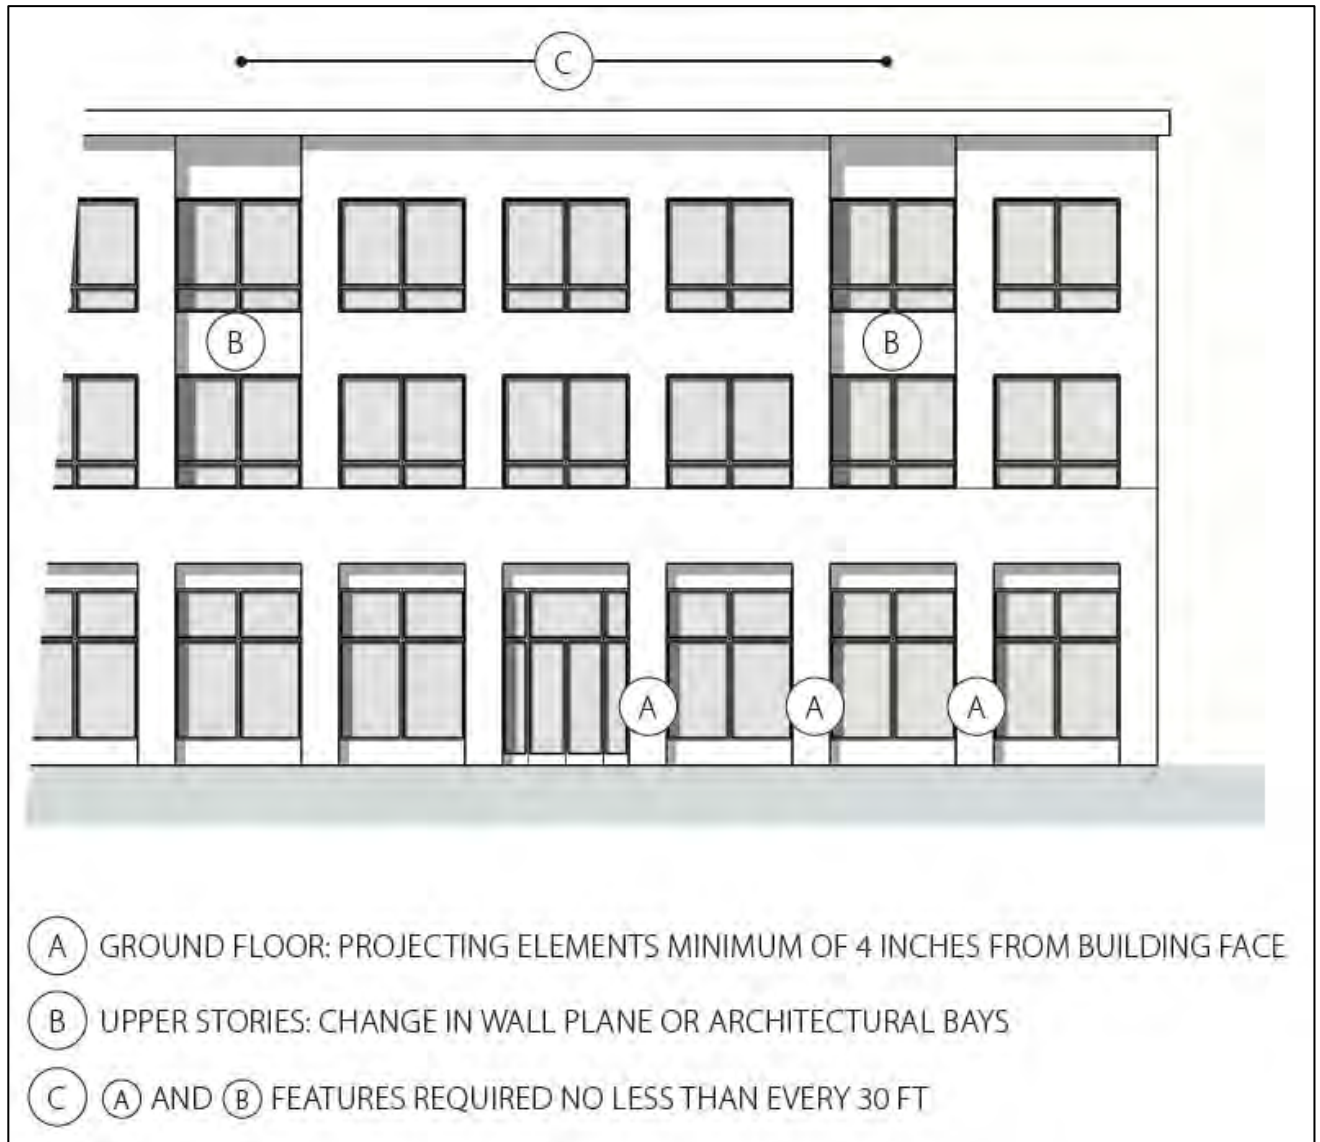 C
B B
A A A
A GROUND FLOOR: PROJECTING ELEMENTS MINIMUM OF 4 INCHES FROM BUILDING FACE
B UPPER STORIES: CHANGE IN WALL PLANE OR ARCHITECTURAL BAYS
C A AND B FEATURES REQUIRED NO LESS THAN EVERY 30 FT